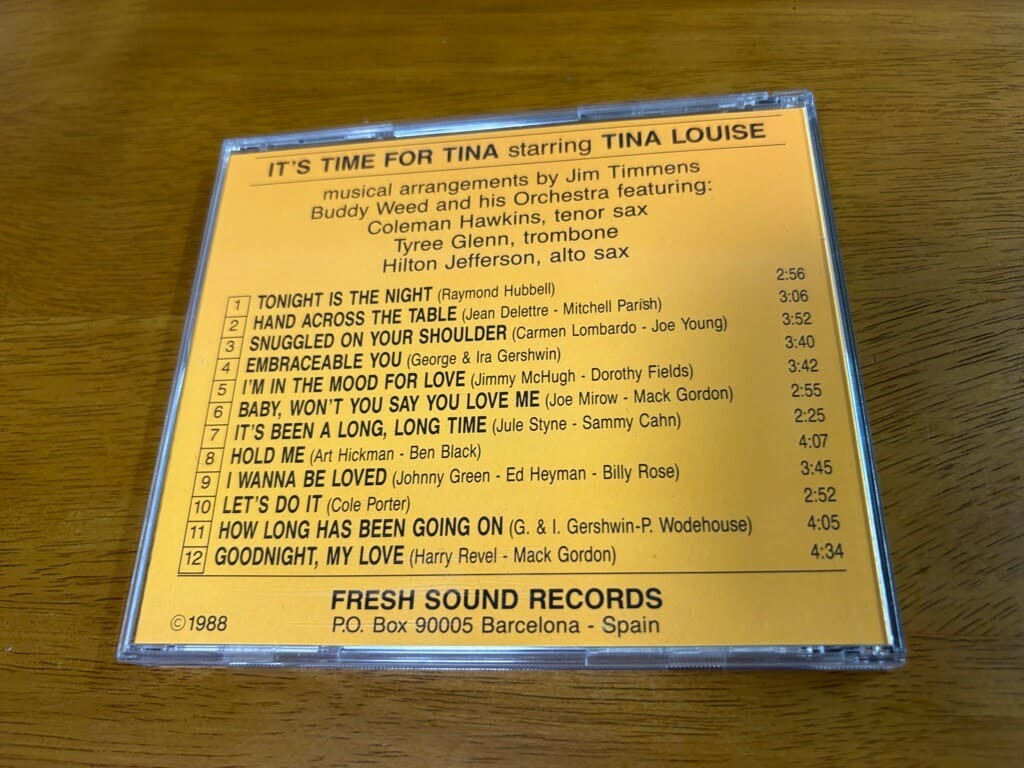 IT'S TIME FOR TINA starring TINA LOUISE
musical arrangements by Jim Timmens
Buddy Weed and his Orchestra featuring:
Coleman Hawkins, tenor sax
Tyree Glenn, trombone
Hilton Jefferson, alto sax
1 TONIGHT IS THE NIGHT (Raymond Hubbell) 2:56
2 HAND ACROSS THE TABLE (Jean Delettre - Mitchell Parish) 3:06
3 SNUGGLED ON YOUR SHOULDER (Carmen Lombardo - Joe Young) 3:52
4 EMBRACEABLE YOU (George & Ira Gershwin) 3:40
5 I'M IN THE MOOD FOR LOVE (Jimmy McHugh - Dorothy Fields) 3:42
6 BABY, WON'T YOU SAY YOU LOVE ME (Joe Mirow - Mack Gordon) 2:55
7 IT'S BEEN A LONG, LONG TIME (Jule Styne - Sammy Cahn) 2:25
8 HOLD ME (Art Hickman - Ben Black) 4:07
9 I WANNA BE LOVED (Johnny Green - Ed Heyman - Billy Rose) 3:45
10 LET'S DO IT (Cole Porter) 2:52
11 HOW LONG HAS BEEN GOING ON (G. & I. Gershwin-P. Wodehouse) 4:05
12 GOODNIGHT, MY LOVE (Harry Revel - Mack Gordon) 4:34
FRESH SOUND RECORDS
©1988 P.O. Box 90005 Barcelona - Spain